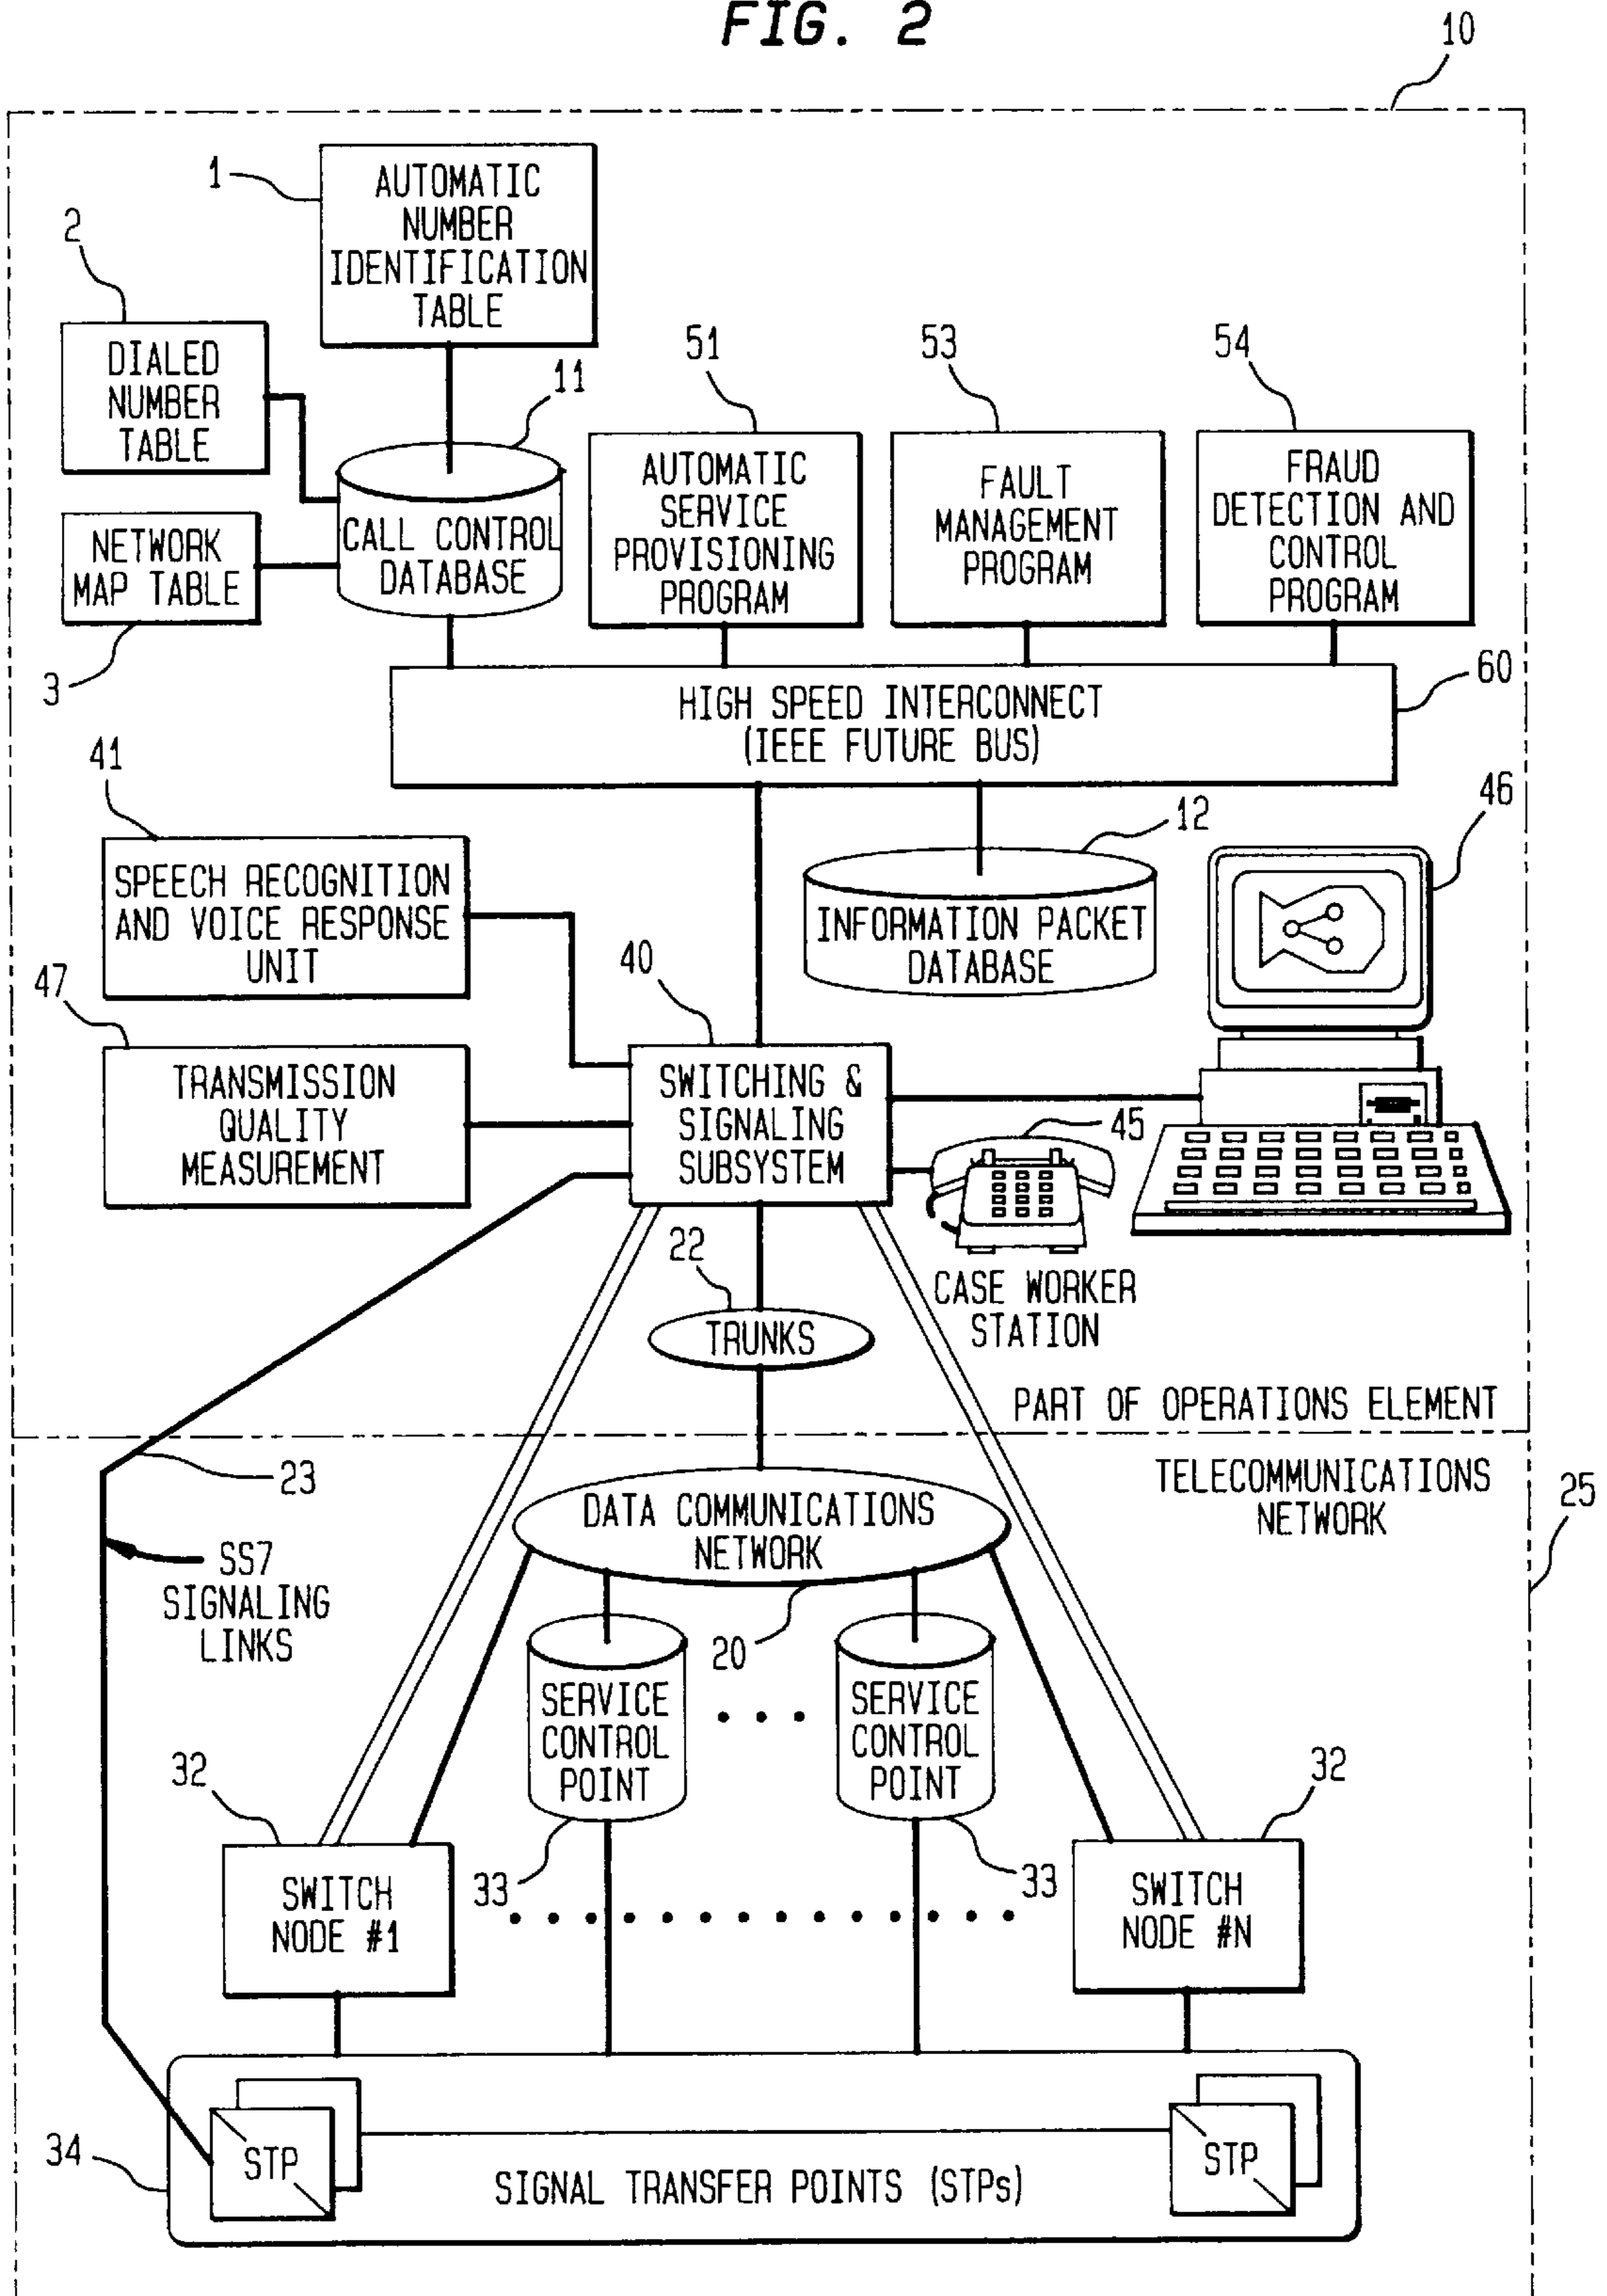 FIG. 2
10
1
AUTOMATIC
NUMBER
IDENTIFICATION
TABLE
2
DIALED
NUMBER
TABLE
11
51
53
54
CALL CONTROL
DATABASE
AUTOMATIC
SERVICE
PROVISIONING
PROGRAM
FAULT
MANAGEMENT
PROGRAM
FRAUD
DETECTION AND
CONTROL
PROGRAM
NETWORK
MAP TABLE
3
60
HIGH SPEED INTERCONNECT
(IEEE FUTURE BUS)
41
SPEECH RECOGNITION
AND VOICE RESPONSE
UNIT
12
INFORMATION PACKET
DATABASE
46
47
TRANSMISSION
QUALITY
MEASUREMENT
40
SWITCHING &
SIGNALING
SUBSYSTEM
45
CASE WORKER
STATION
22
TRUNKS
PART OF OPERATIONS ELEMENT
23
TELECOMMUNICATIONS
NETWORK
25
DATA COMMUNICATIONS
NETWORK
SS7
SIGNALING
LINKS
20
SERVICE
CONTROL
POINT
SERVICE
CONTROL
POINT
32
32
33
33
SWITCH
NODE #1
SWITCH
NODE #N
34
STP
SIGNAL TRANSFER POINTS (STPs)
STP